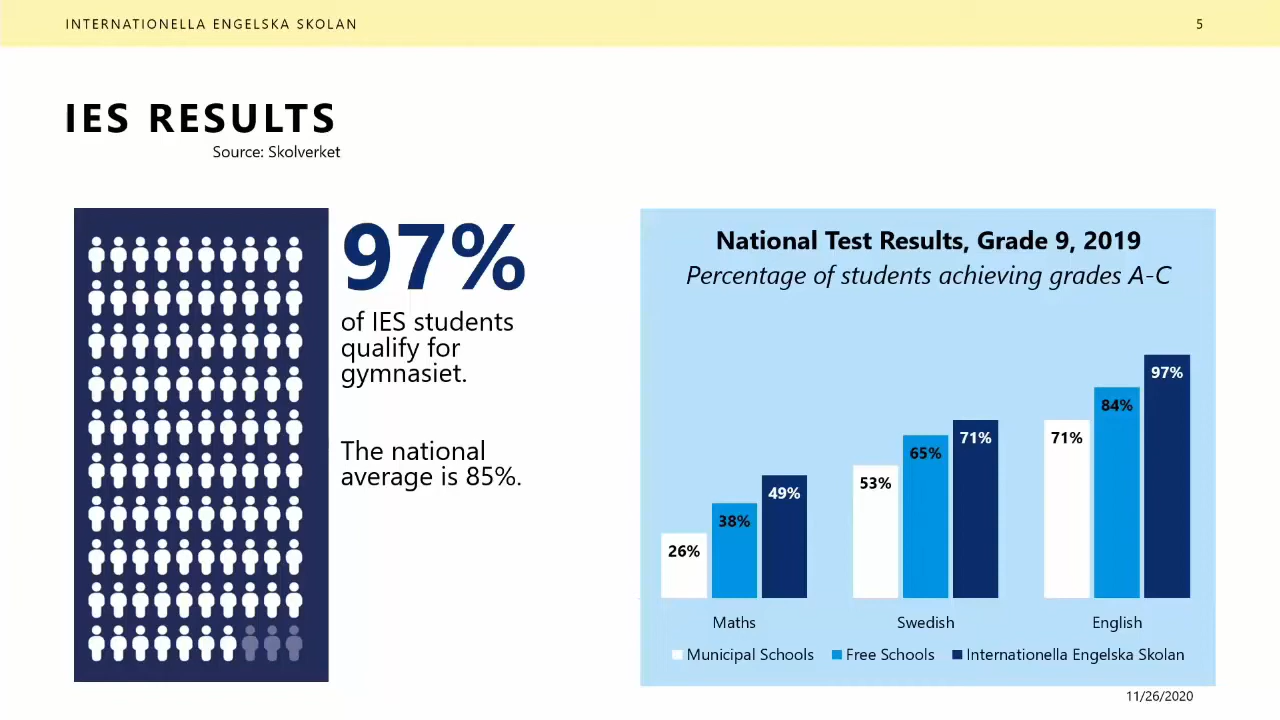 INTERNATIONELLA ENGELSKA SKOLAN
5
IES RESULTS
Source: Skolverket
97%
of IES students
qualify for
gymnasiet.
The national
average is 85%.
National Test Results, Grade 9, 2019
Percentage of students achieving grades A-C
26%
38%
49%
53%
65%
71%
71%
84%
97%
Maths
Swedish
English
Municipal Schools
Free Schools
Internationella Engelska Skolan
11/26/2020